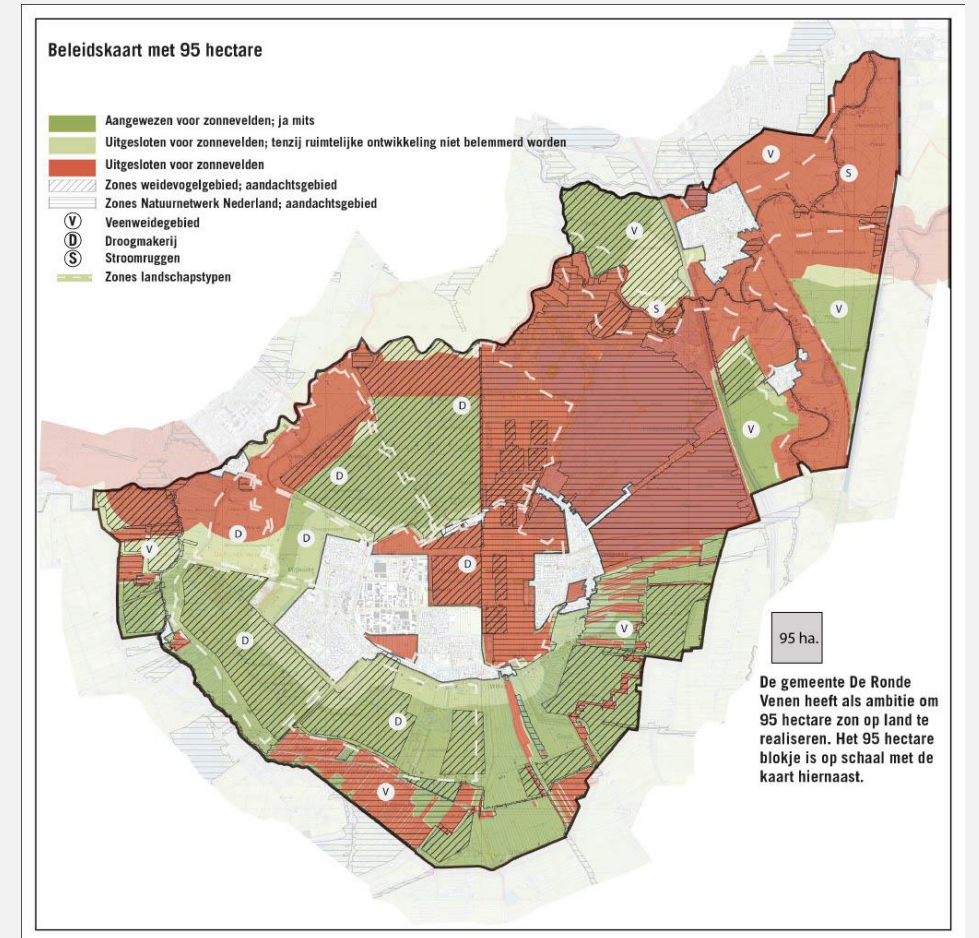 Beleidskaart met 95 hectare
Aangewezen voor zonnevelden; ja mits
Uitgesloten voor zonnevelden; tenzij ruimtelijke ontwikkeling niet belemmerd worden
Uitgesloten voor zonnevelden
Zones weidevogelgebied; aandachtsgebied
Zones Natuurnetwerk Nederland; aandachtsgebied
V Veenweidegebied
D Droogmakerij
S Stroomruggen
Zones landschapstypen
V
S
V
S
V
D
V
D
D
D
V
D
D
V
D
V
95 ha.
De gemeente De Ronde
Venen heeft als ambitie om
95 hectare zon op land te
realiseren. Het 95 hectare
blokje is op schaal met de
kaart hiernaast.